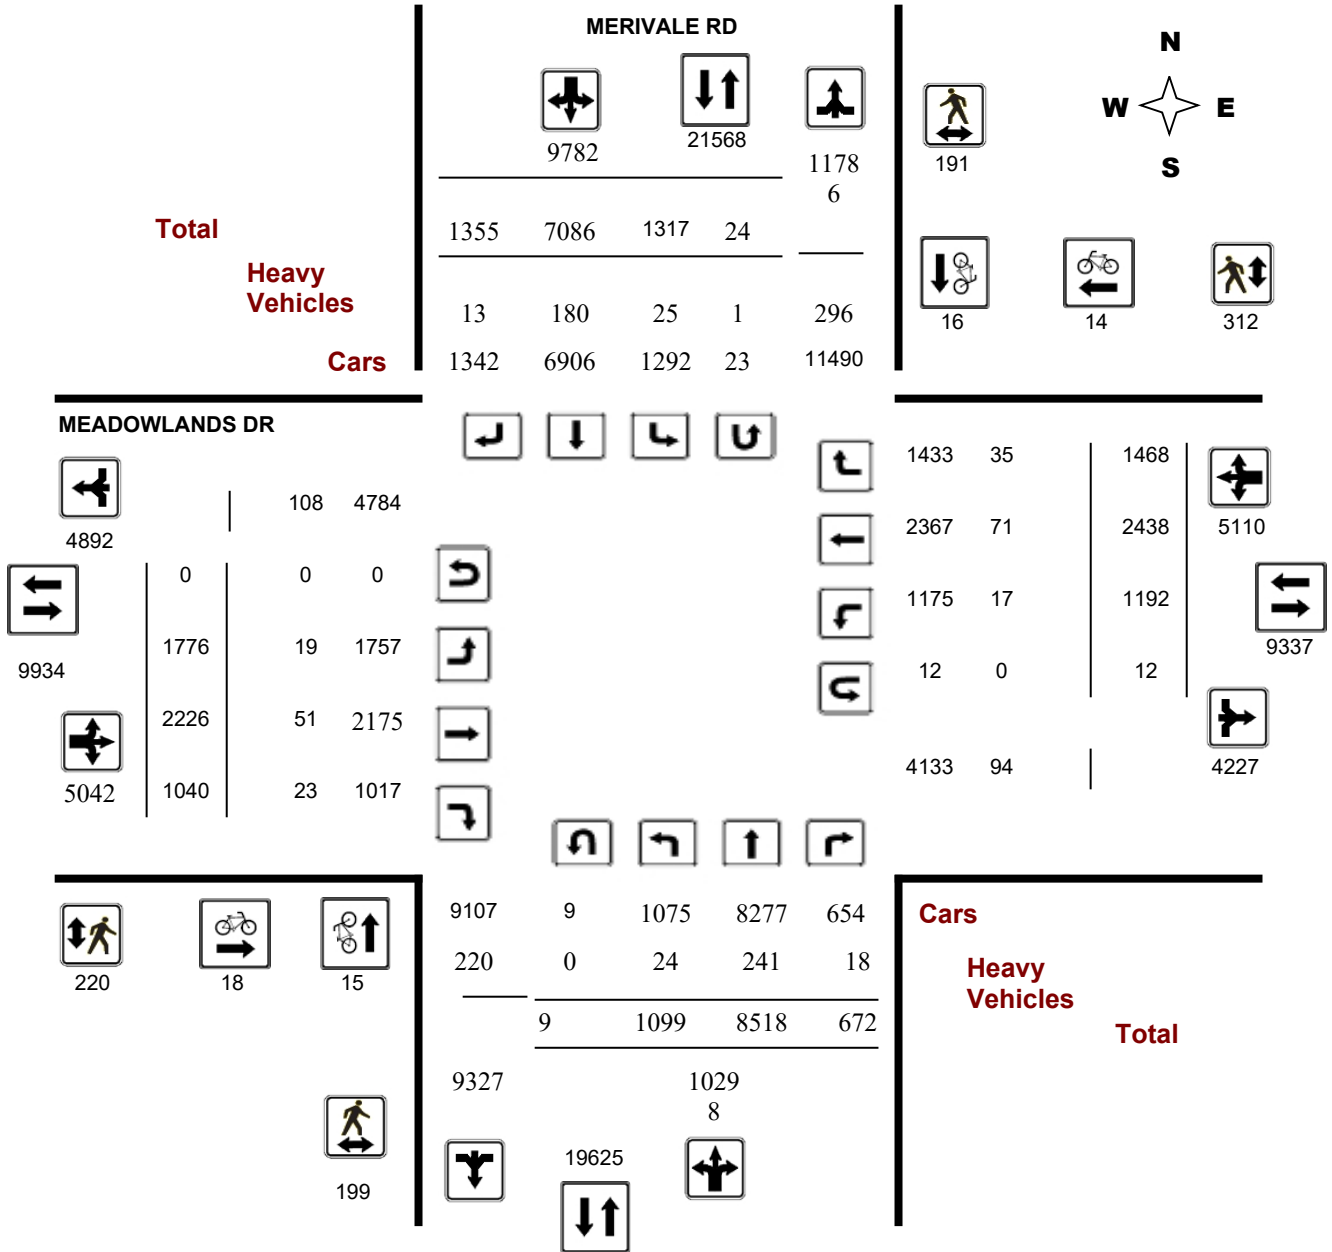 MERIVALE RD
N
W E
S
9782 21568 1178
6
191
Total 1355 7086 1317 24
Heavy
Vehicles 13 180 25 1 296
16 14 312
Cars 1342 6906 1292 23 11490
MEADOWLANDS DR
1433 35 1468
108 4784
4892
2367 71 2438 5110
0 0 0
1175 17 1192
9934 1776 19 1757
9337
12 0 12
2226 51 2175
5042 1040 23 1017
4133 94 4227
9107 9 1075 8277 654 Cars
220 0 24 241 18 Heavy
Vehicles
220 18 15
9 1099 8518 672 Total
9327 1029
8
19625
199